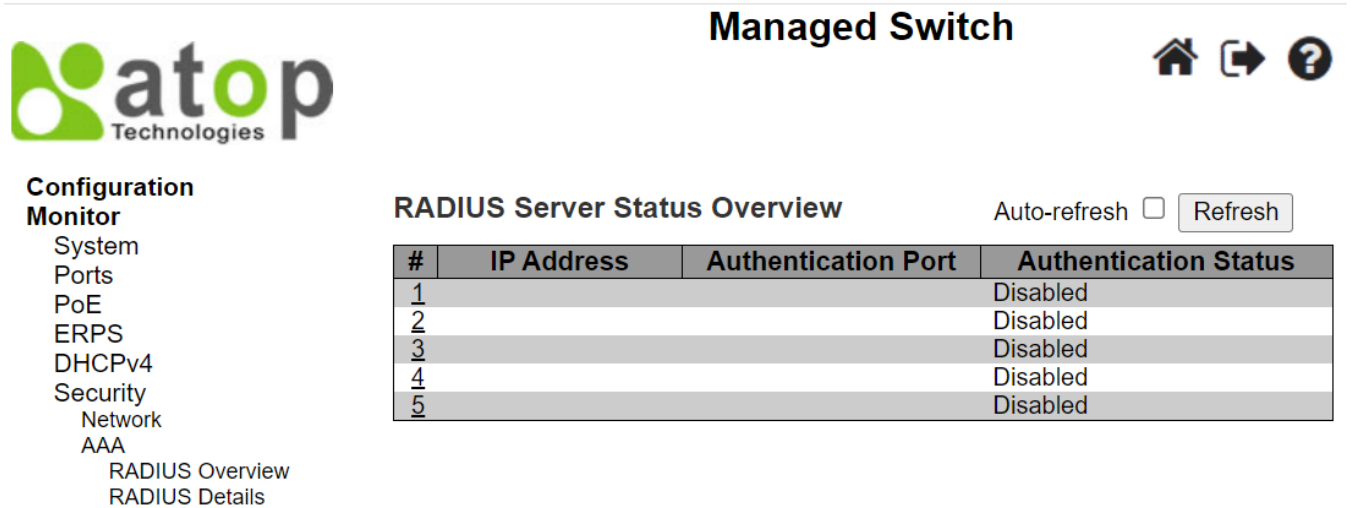 Managed Switch
atop
Technologies
Configuration
Monitor
System
Ports
PoE
ERPS
DHCPv4
Security
Network
AAA
RADIUS Overview
RADIUS Details
RADIUS Server Status Overview
Auto-refresh Refresh
# IP Address Authentication Port Authentication Status
1 Disabled
2 Disabled
3 Disabled
4 Disabled
5 Disabled